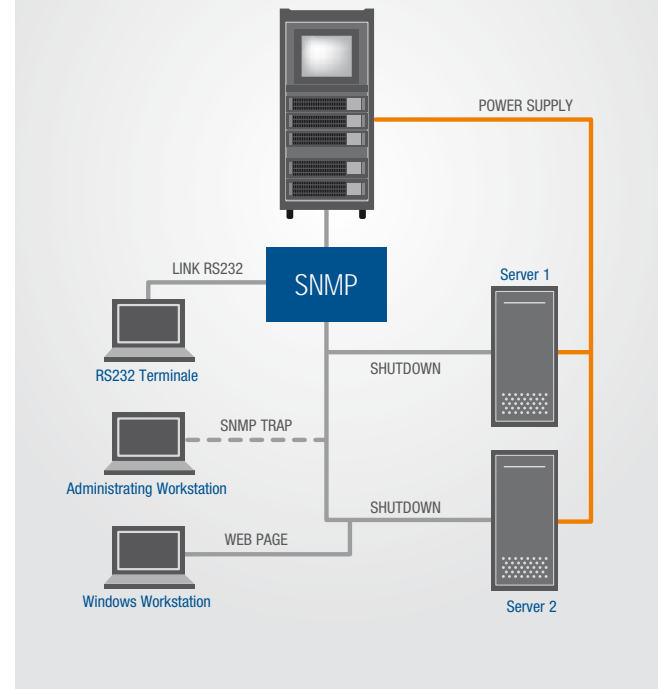 POWER SUPPLY
LINK RS232
SNMP
Server 1
SHUTDOWN
RS232 Terminale
SNMP TRAP
Administrating Workstation
SHUTDOWN
WEB PAGE
Windows Workstation
Server 2